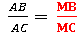 AB/AC = MB/MC